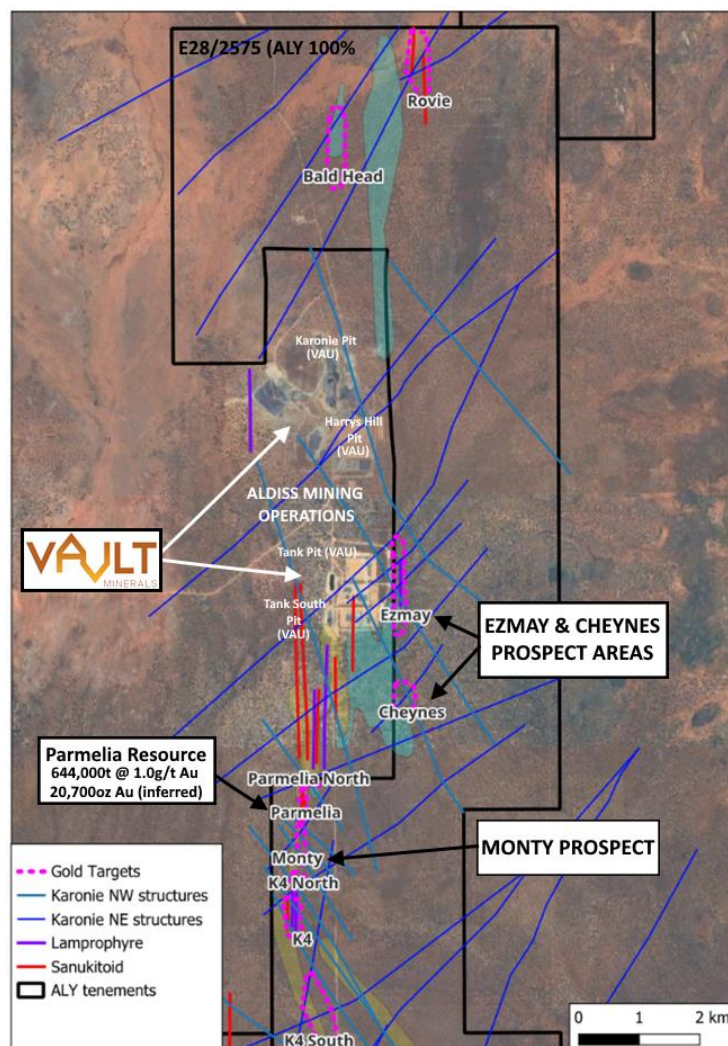 E28/2575 (ALY 100%
Rovie
Bald Head
Karonie Pit
(VAU)
Harrys Hill
Pit
(VAU)
ALDISS MINING
OPERATIONS
VAULT
MINERALS
Tank Pit (VAU)
Tank South
Pit
(VAU)
Ezmay
EZMAY & CHEYNES
PROSPECT AREAS
Cheynes
Parmelia Resource
644,000t @ 1.0g/t Au
20,700oz Au (inferred)
Parmelia North
Parmelia
Monty
MONTY PROSPECT
K4 North
K4
K4 South
Gold Targets
Karonie NW structures
Karonie NE structures
Lamprophyre
Sanukitoid
ALY tenements
0 1 2 km